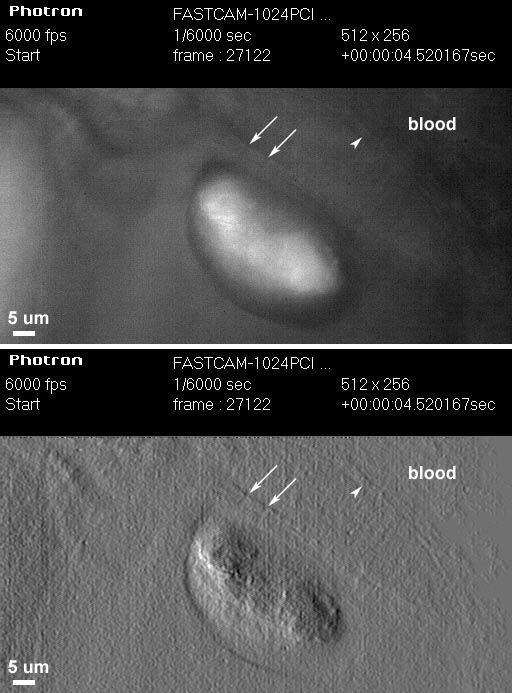 Photron FASTCAM-1024PCI ...
6000 fps 1/6000 sec 512 x 256
Start frame : 27122 +00:00:04.520167sec
blood
5 um
Photron FASTCAM-1024PCI ...
6000 fps 1/6000 sec 512 x 256
Start frame : 27122 +00:00:04.520167sec
blood
5 um